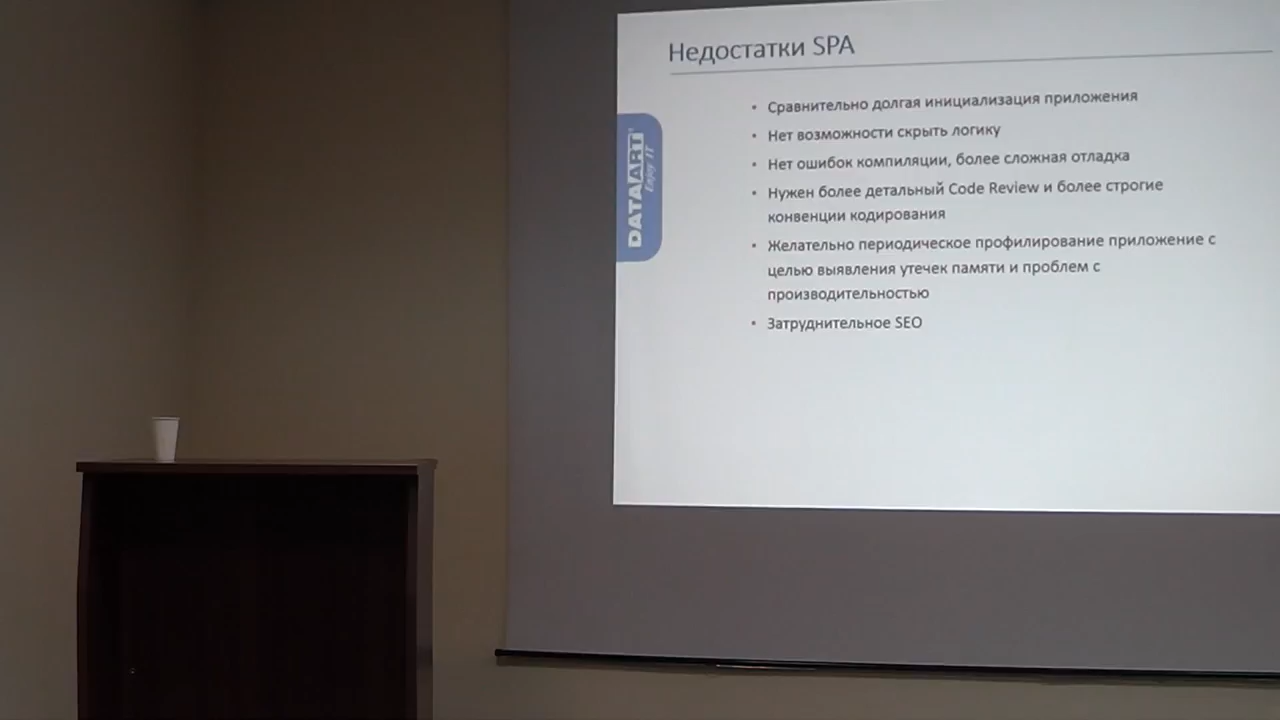 Недостатки SPA
• Сравнительно долгая инициализация приложения
• Нет возможности скрыть логику
• Нет ошибок компиляции, более сложная отладка
• Нужен более детальный Code Review и более строгие
конвенции кодирования
• Желательно периодическое профилирование приложение с
целью выявления утечек памяти и проблем с
производительностью
• Затруднительное SEO
DATAART
Enjoy IT